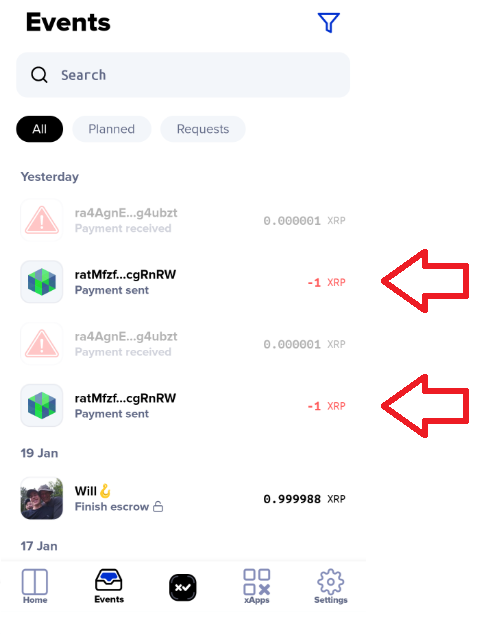 Events
Search
All Planned Requests
Yesterday
ra4AgnE...g4ubzt
Payment received
0.000001 XRP
ratMfzf...cgRnRW
Payment sent
-1 XRP
ra4AgnE...g4ubzt
Payment received
0.000001 XRP
ratMfzf...cgRnRW
Payment sent
-1 XRP
19 Jan
Will🪝
Finish escrow
0.999988 XRP
17 Jan
Home Events xApps Settings